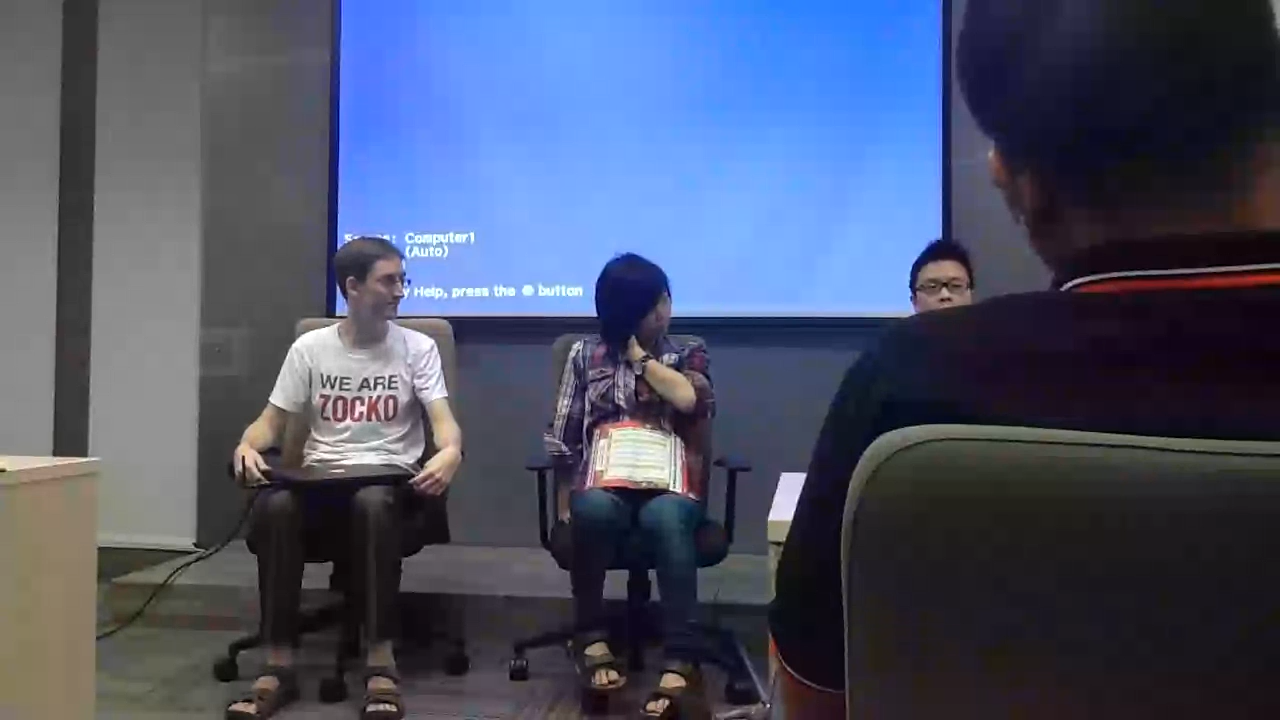 Computer1
(Auto)
Help, press the button
WE ARE
ZOCKO